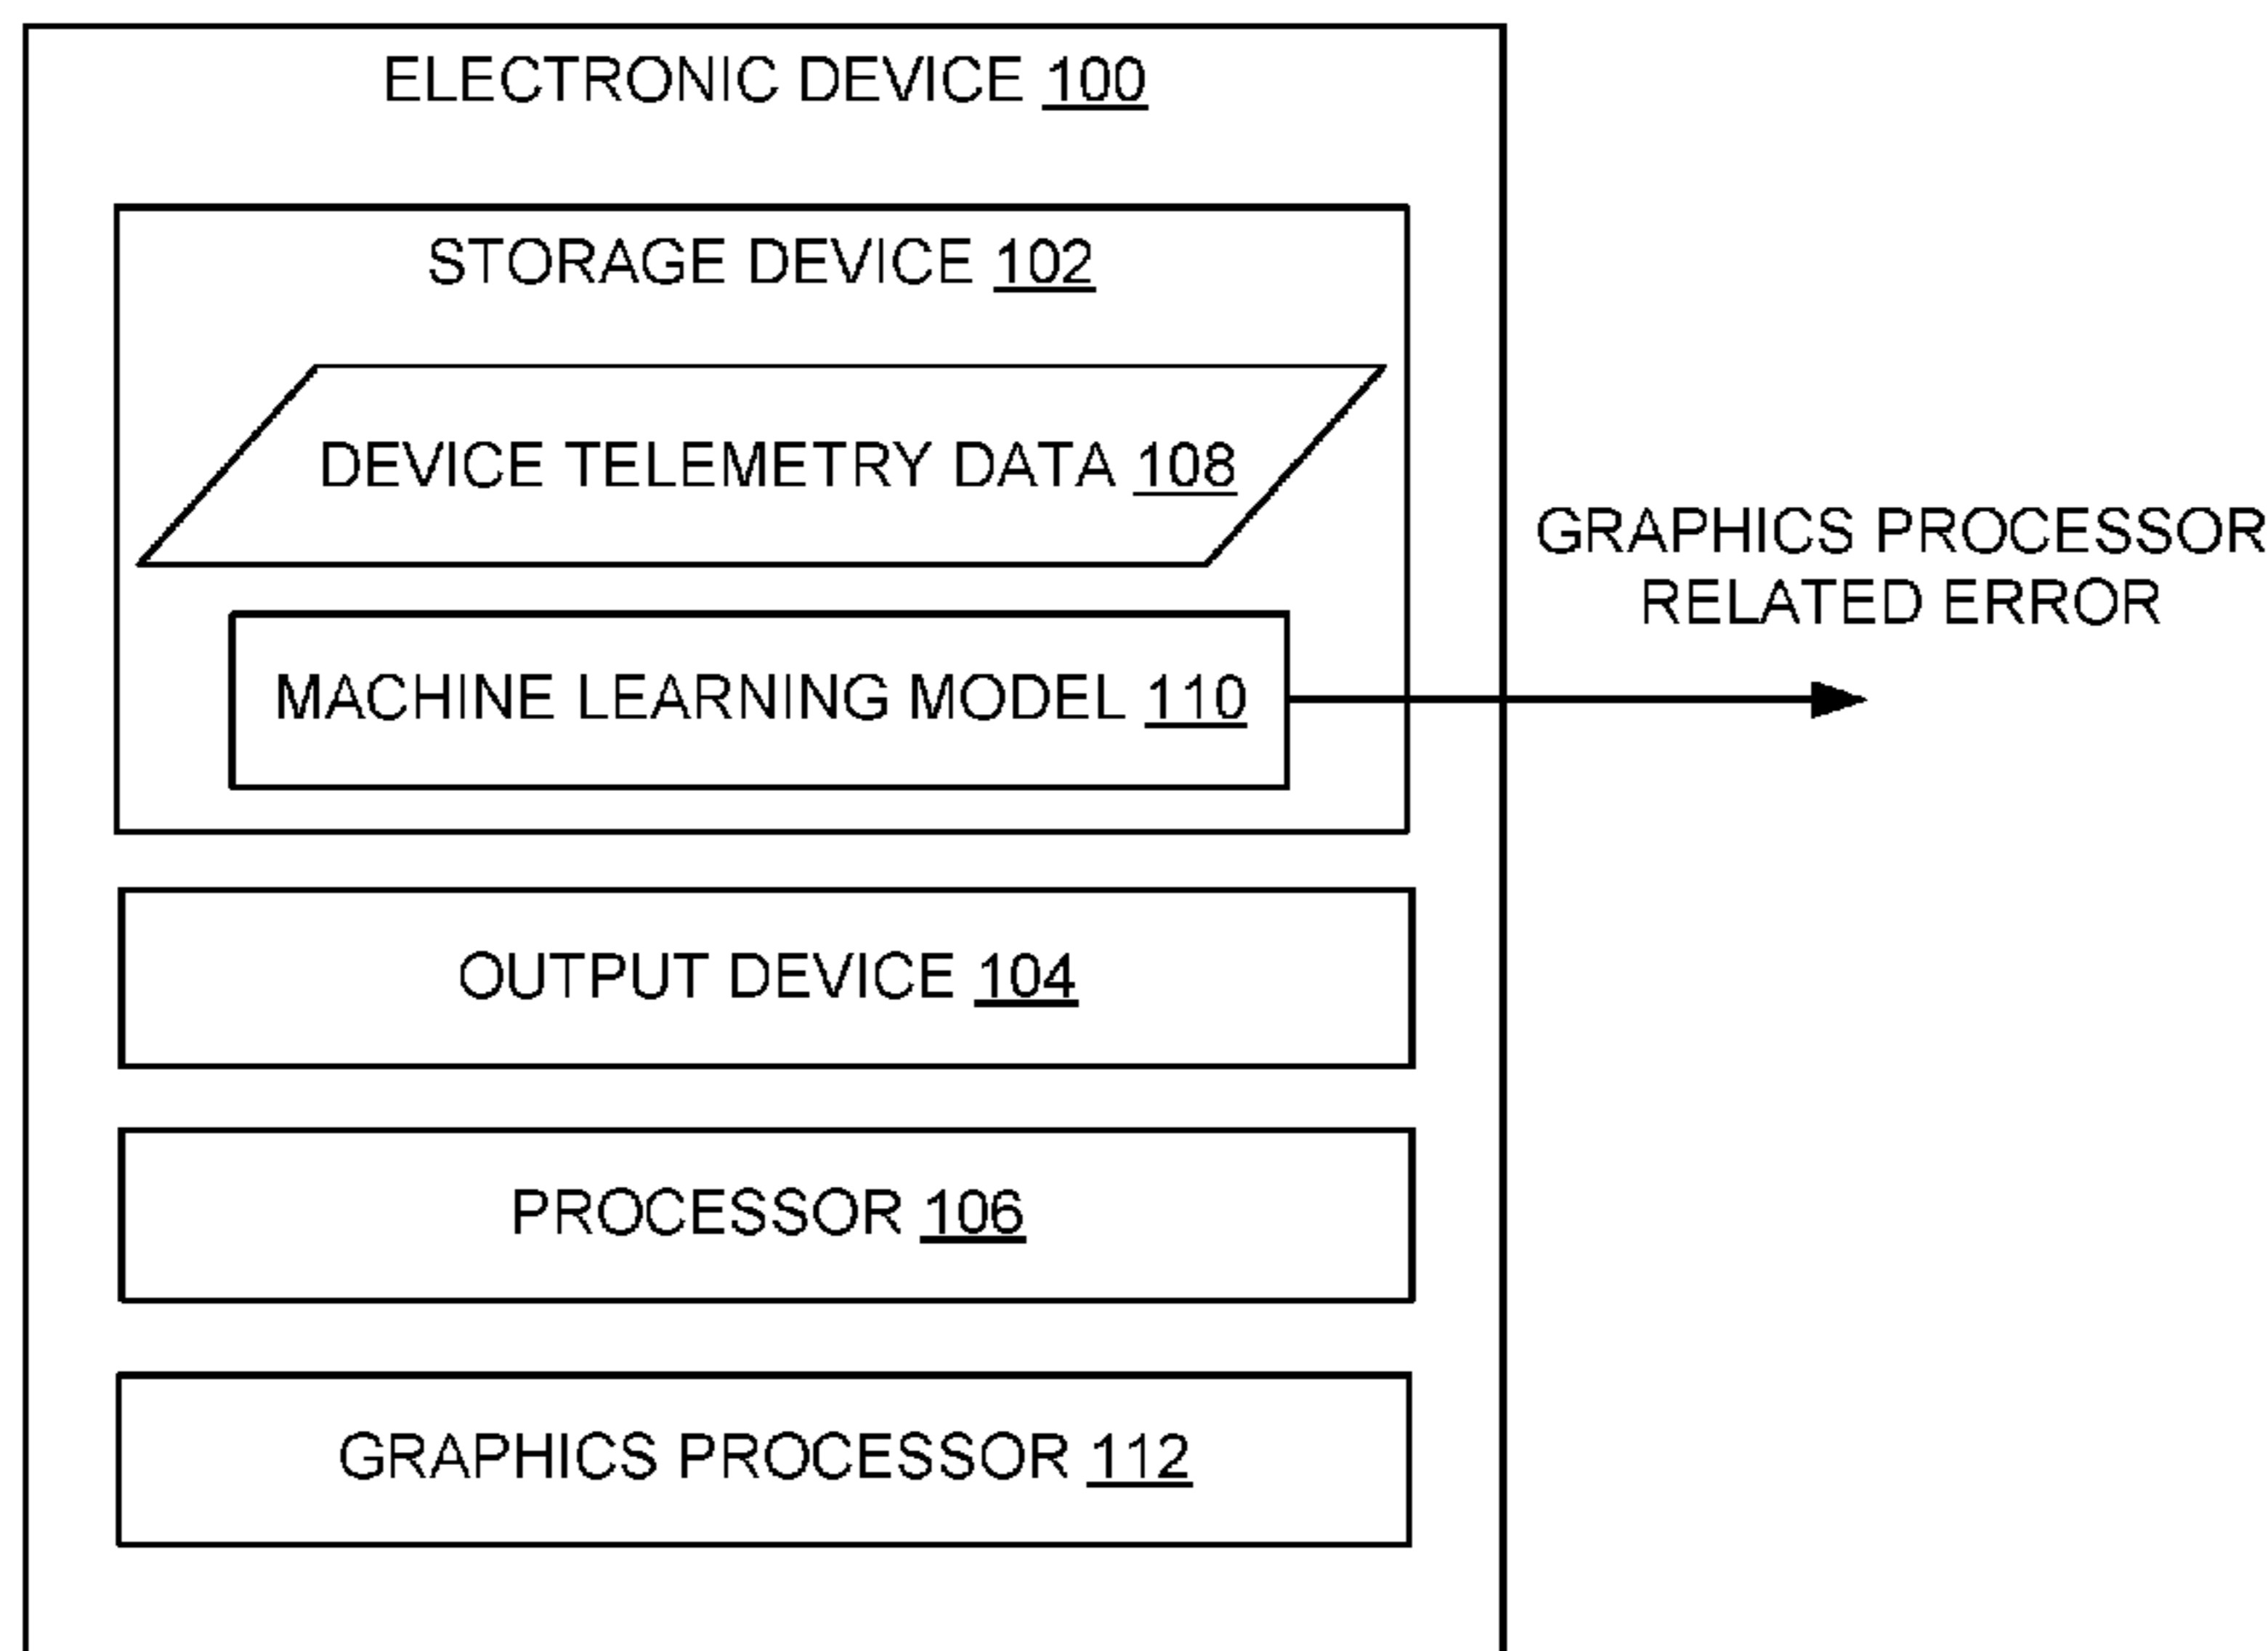 ELECTRONIC DEVICE 100
STORAGE DEVICE 102
DEVICE TELEMETRY DATA 108
GRAPHICS PROCESSOR
RELATED ERROR
MACHINE LEARNING MODEL 110
OUTPUT DEVICE 104
PROCESSOR 106
GRAPHICS PROCESSOR 112